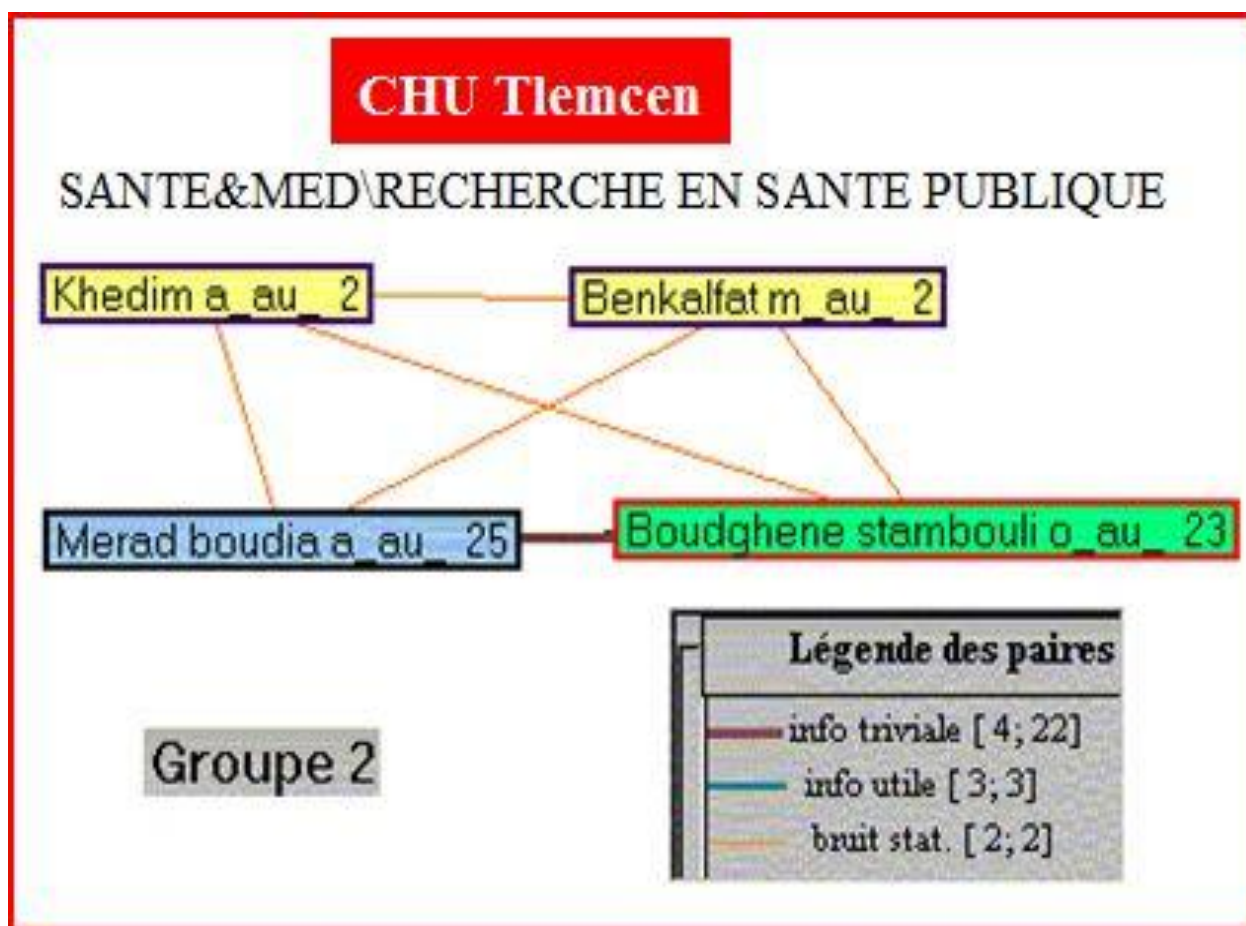 CHU Tlemcen
SANTE&MED\RECHERCHE EN SANTE PUBLIQUE
Khedim a_au_ 2
Benkalfat m_au_ 2
Merad boudia a_au_ 25
Boudghene stambouli o_au_ 23
Légende des paires
info triviale [ 4; 22]
info utile [ 3; 3]
bruit stat. [ 2; 2]
Groupe 2